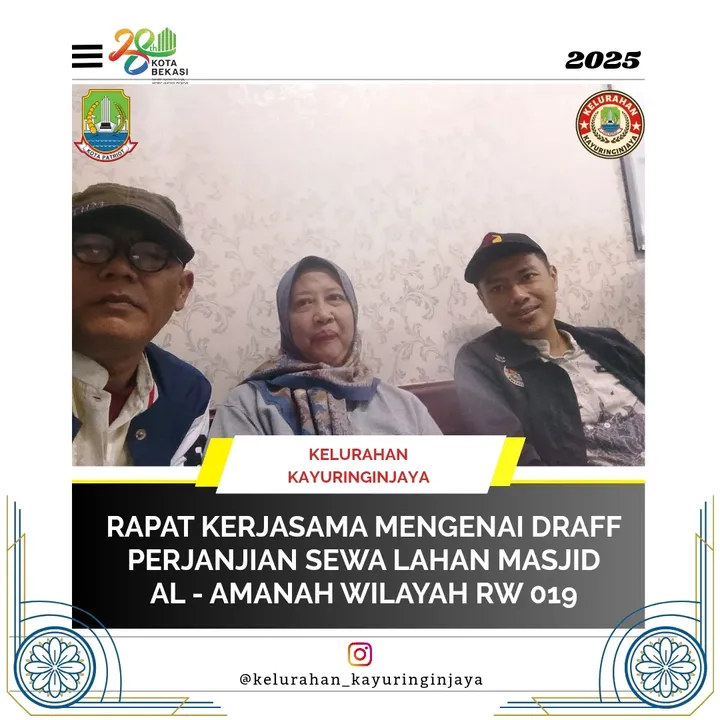 28th
KOTA
BEKASI
2025
KOTA PATRIOT
KELURAHAN
KAYURINGINJAYA
KELURAHAN
KAYURINGINJAYA
RAPAT KERJASAMA MENGENAI DRAFF
PERJANJIAN SEWA LAHAN MASJID
AL - AMANAH WILAYAH RW 019
@kelurahan_kayuringinjaya